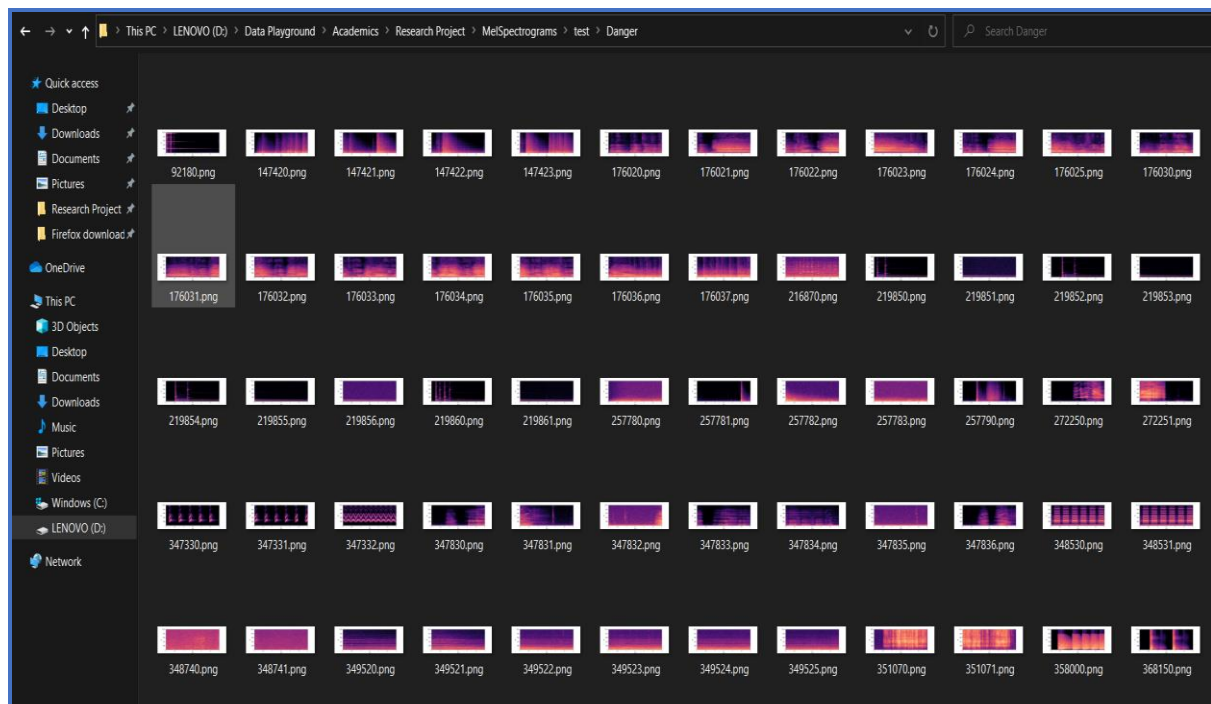 This PC > LENOVO (D:) > Data Playground > Academics > Research Project > MelSpectrograms > test > Danger
Search Danger
Quick access
Desktop
Downloads
Documents
Pictures
Research Project
Firefox download
OneDrive
This PC
3D Objects
Desktop
Documents
Downloads
Music
Pictures
Videos
Windows (C:)
LENOVO (D:)
Network
92180.png 147420.png 147421.png 147422.png 147423.png 176020.png 176021.png 176022.png 176023.png 176024.png 176025.png 176030.png
176031.png 176032.png 176033.png 176034.png 176035.png 176036.png 176037.png 216870.png 219850.png 219851.png 219852.png 219853.png
219854.png 219855.png 219856.png 219860.png 219861.png 257780.png 257781.png 257782.png 257783.png 257790.png 272250.png 272251.png
347330.png 347331.png 347332.png 347830.png 347831.png 347832.png 347833.png 347834.png 347835.png 347836.png 348530.png 348531.png
348740.png 348741.png 349520.png 349521.png 349522.png 349523.png 349524.png 349525.png 351070.png 351071.png 358000.png 368150.png